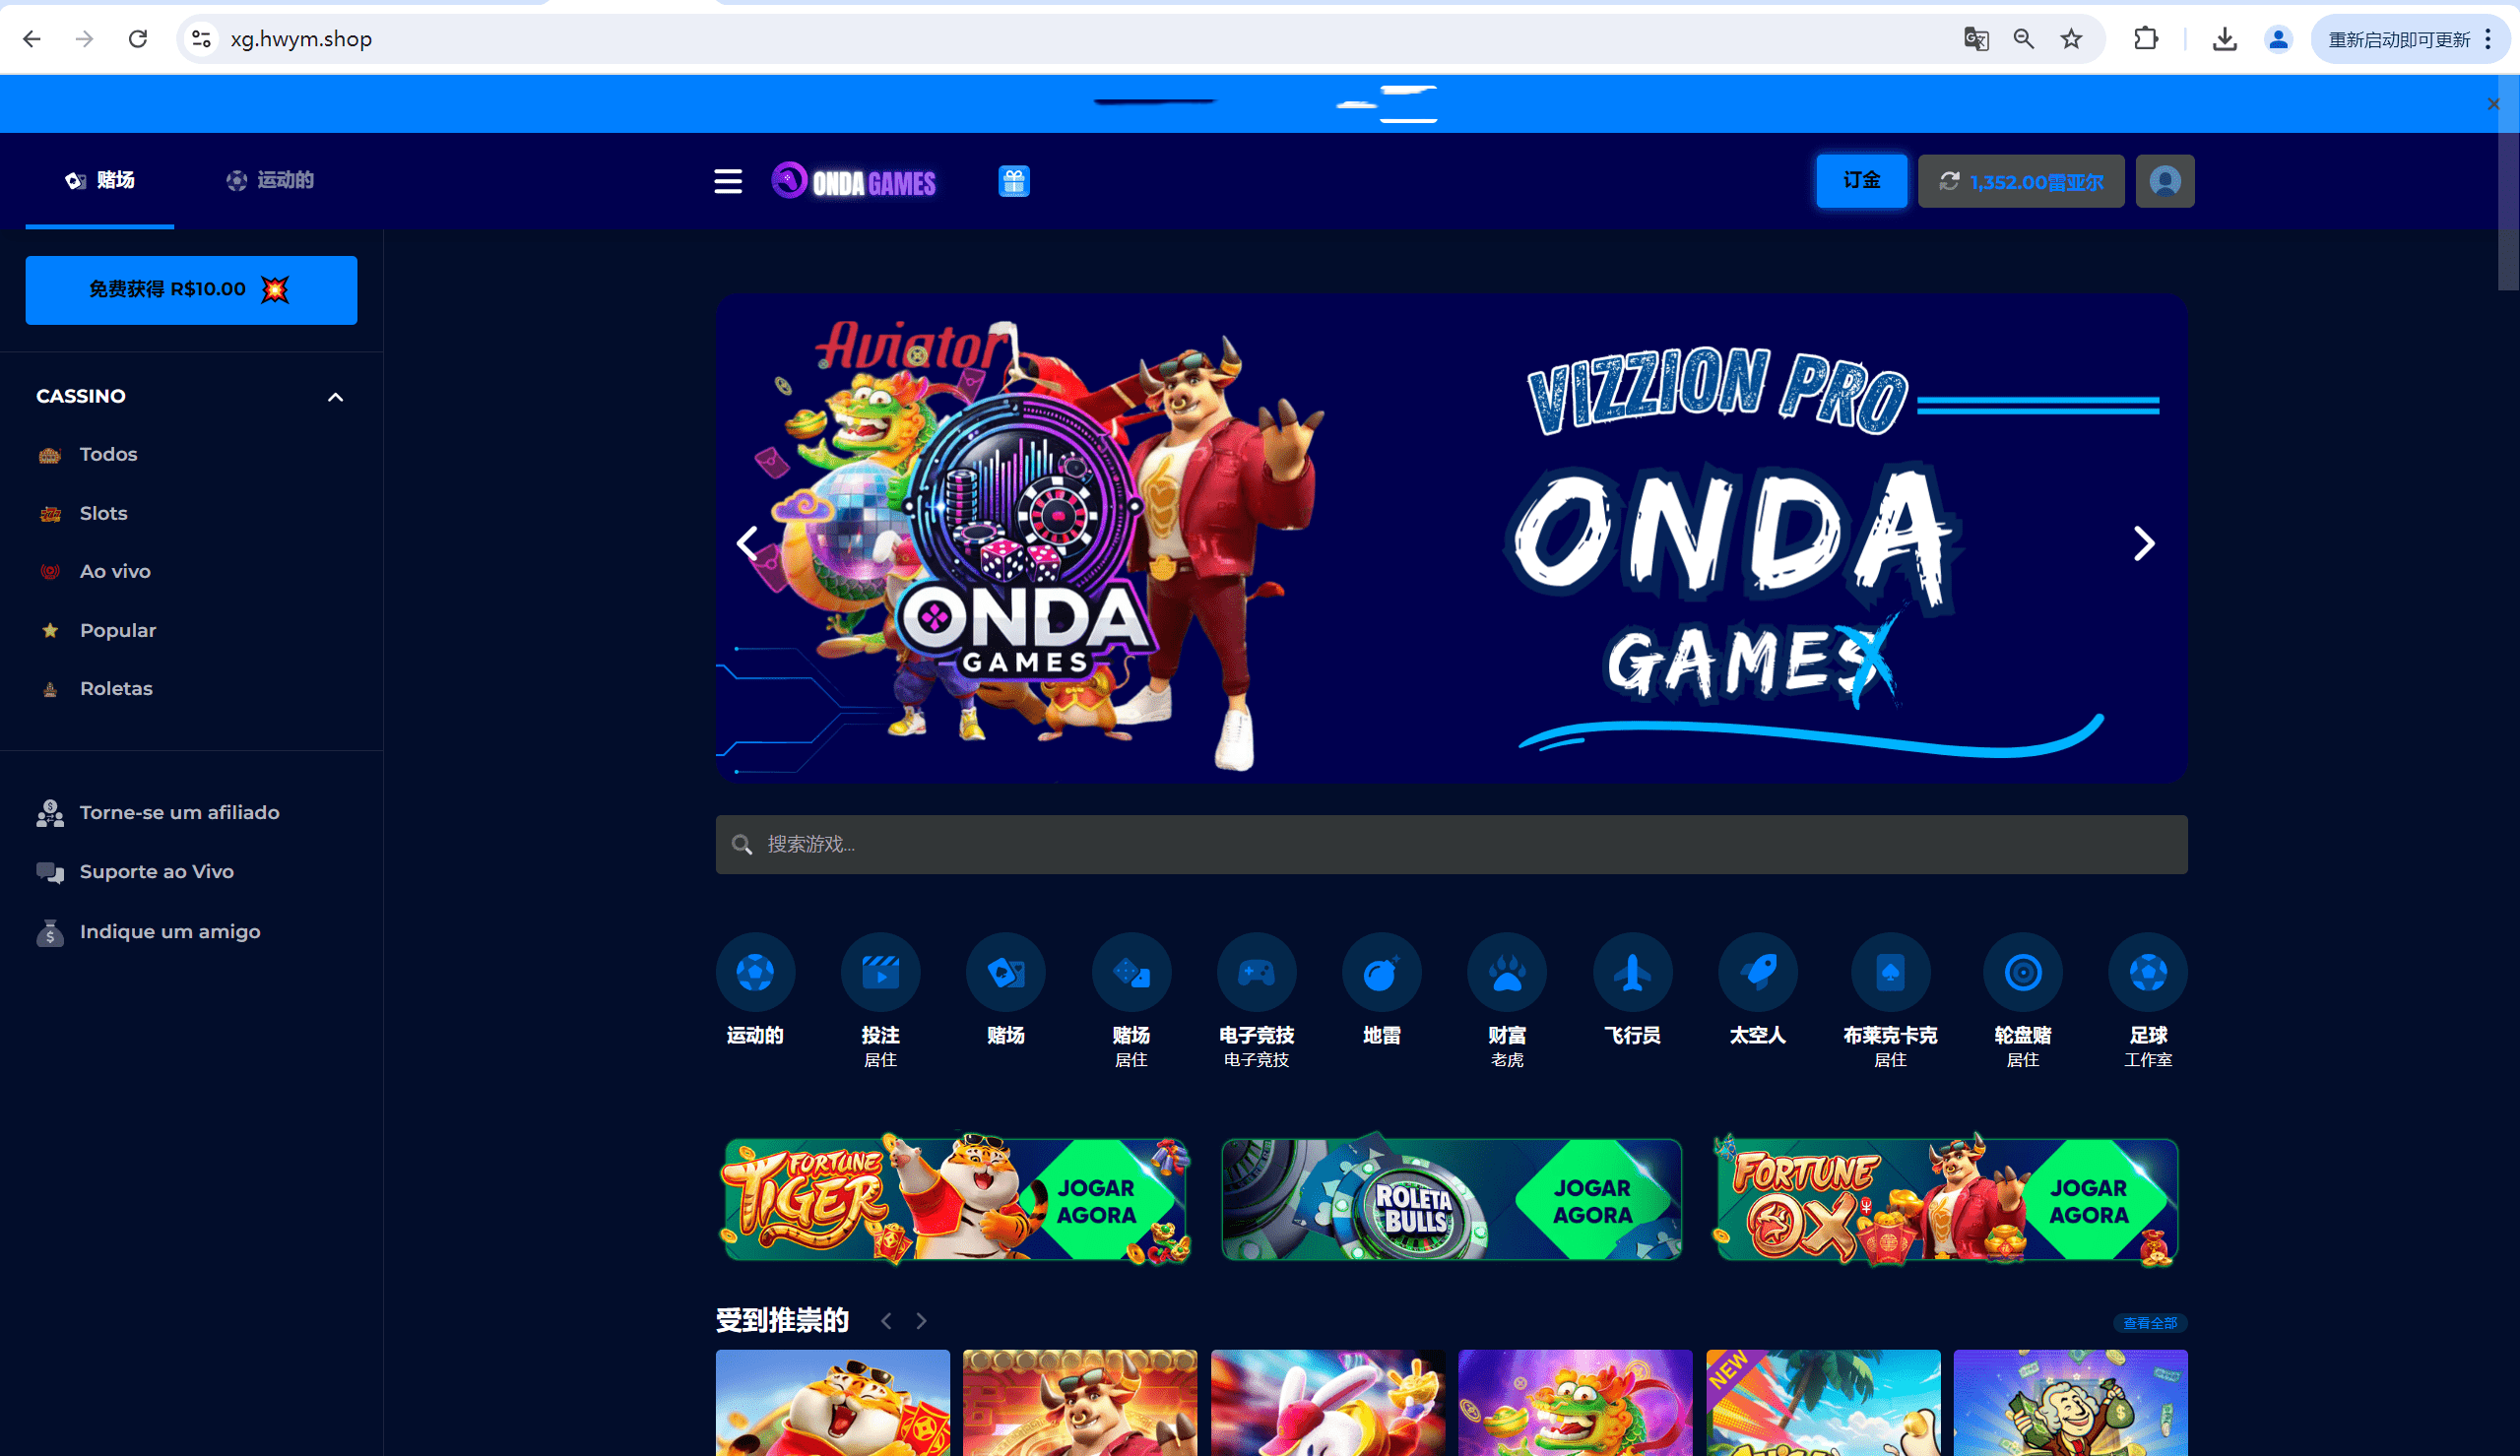 xg.hwym.shop
重新启动即可更新
赌场
运动的
ONDA GAMES
订金
1,352.00雷亚尔
免费获得 R$10.00
CASSINO
Todos
Slots
Ao vivo
Popular
Roletas
Torne-se um afiliado
Suporte ao Vivo
Indique um amigo
Aviator
ONDA
GAMES
VIZZION PRO
ONDA
GAMES
搜索游戏...
运动的
投注
居住
赌场
赌场
居住
电子竞技
电子竞技
地雷
财富
老虎
飞行员
太空人
布莱克卡克
居住
轮盘赌
居住
足球
工作室
FORTUNE
TIGER
JOGAR
AGORA
ROLETA
BULLS
JOGAR
AGORA
FORTUNE
OX
JOGAR
AGORA
受到推崇的
查看全部
NEW